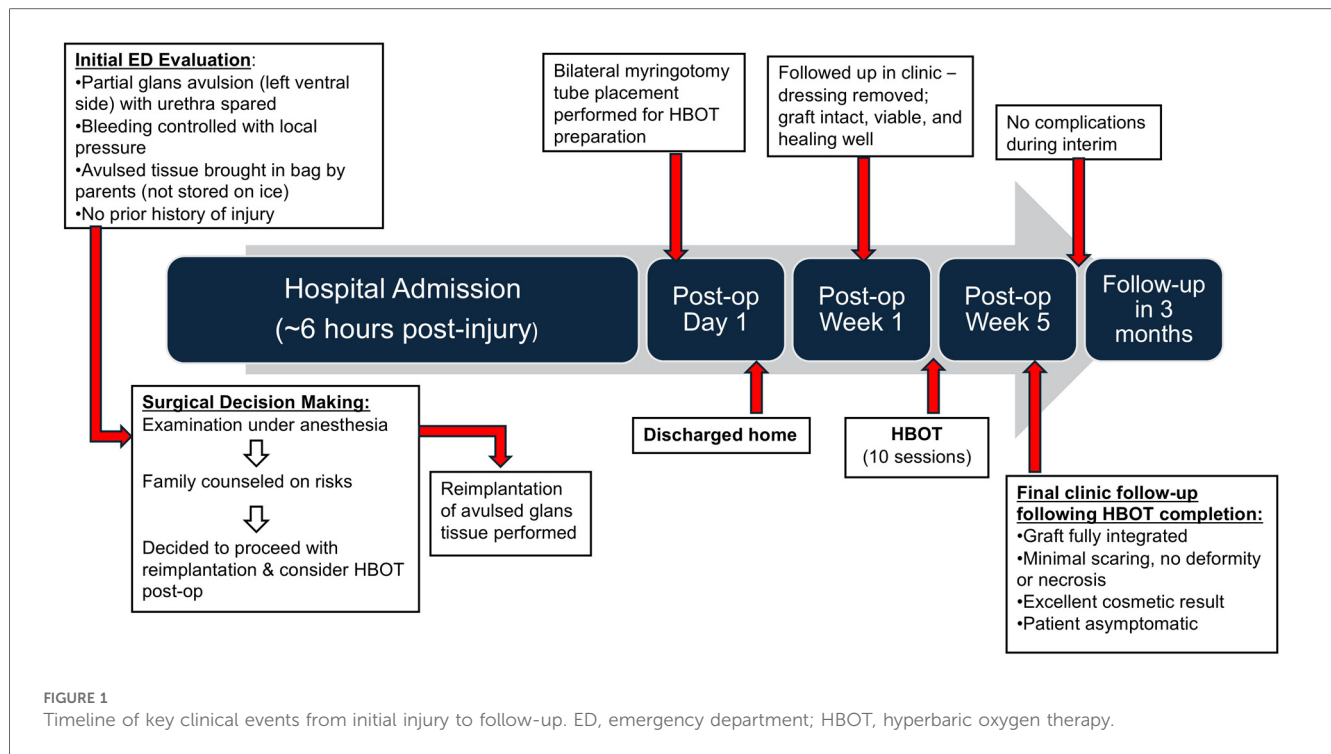 Initial ED Evaluation:
•Partial glans avulsion (left ventral
side) with urethra spared
•Bleeding controlled with local
pressure
•Avulsed tissue brought in bag by
parents (not stored on ice)
•No prior history of injury
Bilateral myringotomy
tube placement
performed for HBOT
preparation
Followed up in clinic –
dressing removed;
graft intact, viable, and
healing well
No complications
during interim
Hospital Admission
(~6 hours post-injury)
Post-op
Day 1
Post-op
Week 1
Post-op
Week 5
Follow-up
in 3
months
Surgical Decision Making:
Examination under anesthesia
Family counseled on risks
Decided to proceed with
reimplantation & consider HBOT
post-op
Reimplantation
of avulsed glans
tissue performed
Discharged home
HBOT
(10 sessions)
Final clinic follow-up
following HBOT completion:
•Graft fully integrated
•Minimal scaring, no deformity
or necrosis
•Excellent cosmetic result
•Patient asymptomatic
FIGURE 1
Timeline of key clinical events from initial injury to follow-up. ED, emergency department; HBOT, hyperbaric oxygen therapy.